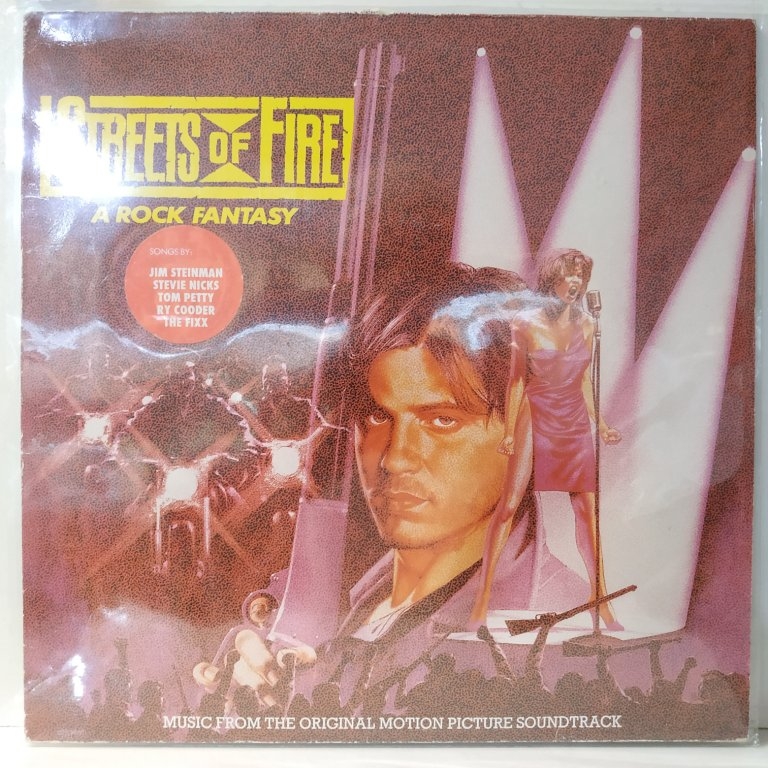 STREETS OF FIRE
A ROCK FANTASY
SONGS BY:
JIM STEINMAN
STEVIE NICKS
TOM PETTY
RY COODER
THE FIXX
MUSIC FROM THE ORIGINAL MOTION PICTURE SOUNDTRACK